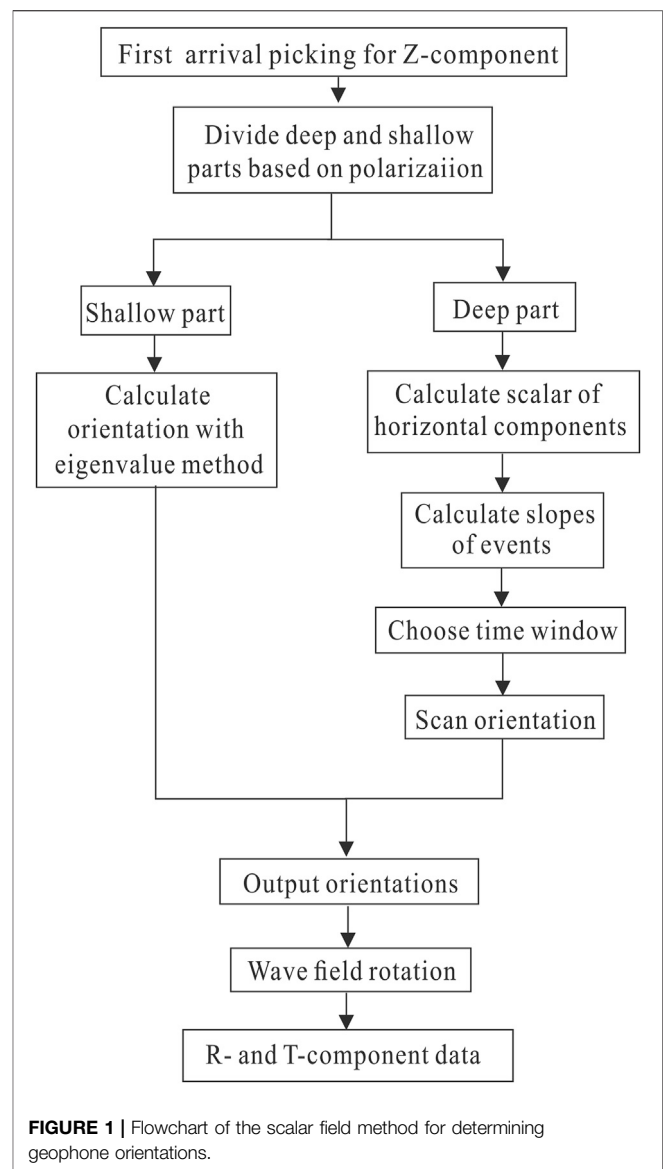 First arrival picking for Z-component
Divide deep and shallow
parts based on polarizaiion
Shallow part
Deep part
Calculate
orientation with
eigenvalue method
Calculate scalar of
horizontal components
Calculate slopes
of events
Choose time window
Scan orientation
Output orientations
Wave field rotation
R- and T-component data
FIGURE 1 | Flowchart of the scalar field method for determining
geophone orientations.